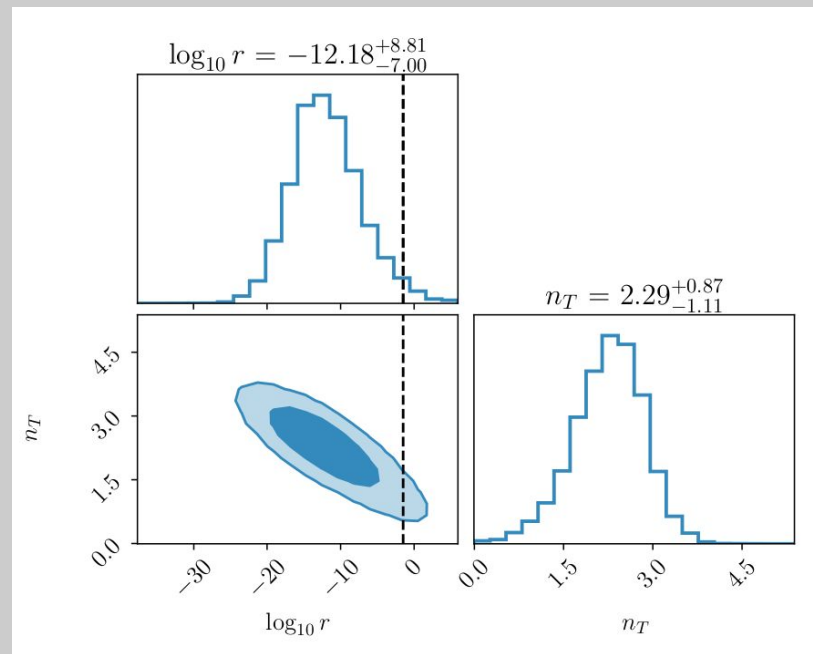 log₁₀ r = −12.18⁺⁸·⁸¹₋₇.₀₀
n_T = 2.29⁺⁰·⁸⁷₋₁.₁₁
n_T
4.5
3.0
1.5
0.0
−30
−20
−10
0
log₁₀ r
0.0
1.5
3.0
4.5
n_T